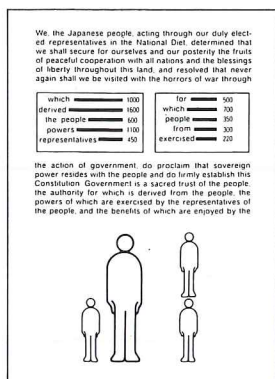 We, the Japanese people, acting through our duly elect-
ed representatives in the National Diet, determined that
we shall secure for ourselves and our posterity the fruits
of peaceful cooperation with all nations and the blessings
of liberty throughout this land, and resolved that never
again shall we be visited with the horrors of war through
which 1000
derived 1600
the people 600
powers 1100
representatives 450
for 500
which 700
people 350
from 300
exercised 220
the action of government, do proclaim that sovereign
power resides with the people and do firmly establish this
Constitution. Government is a sacred trust of the people,
the authority for which is derived from the people, the
powers of which are exercised by the representatives of
the people, and the benefits of which are enjoyed by the